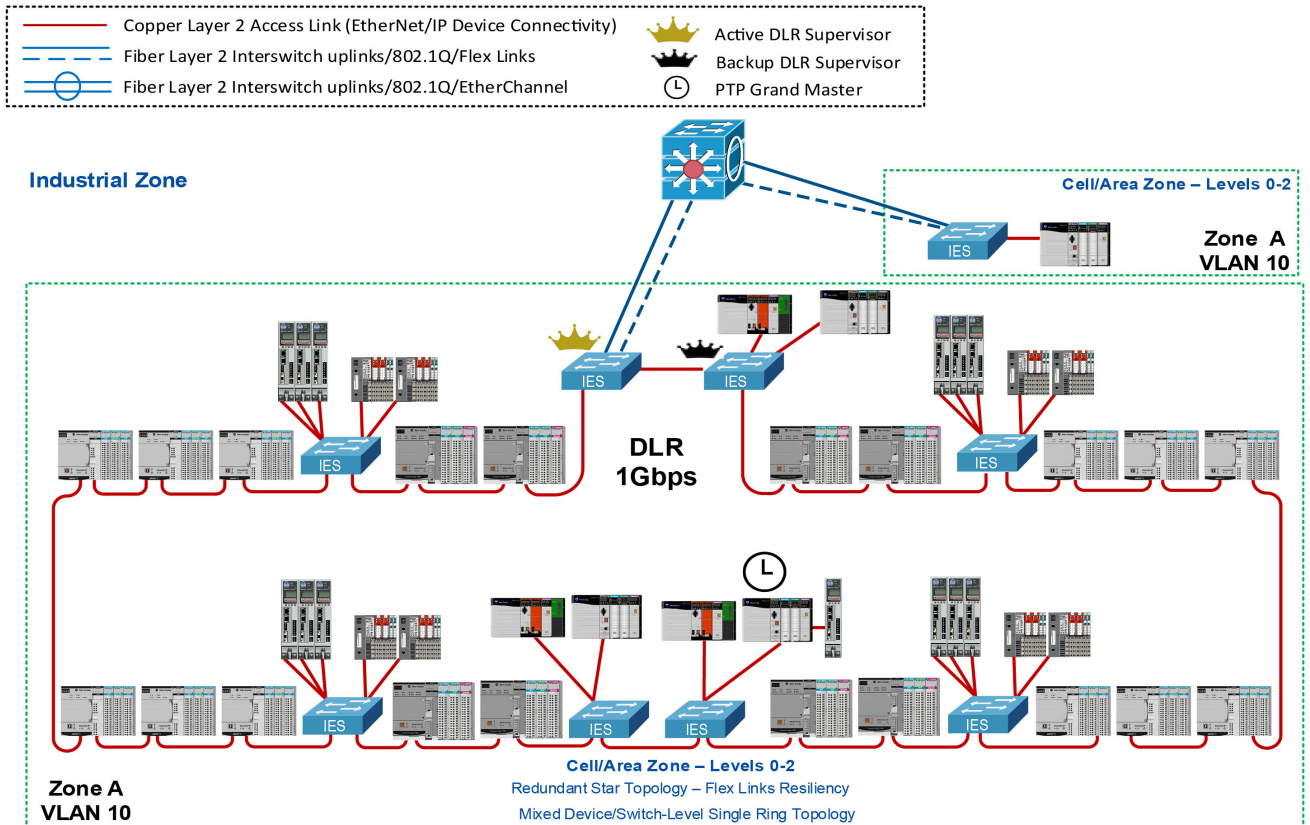 Copper Layer 2 Access Link (EtherNet/IP Device Connectivity)
Fiber Layer 2 Interswitch uplinks/802.1Q/Flex Links
Fiber Layer 2 Interswitch uplinks/802.1Q/EtherChannel
Active DLR Supervisor
Backup DLR Supervisor
PTP Grand Master
Industrial Zone
Cell/Area Zone – Levels 0-2
Zone A
VLAN 10
IES
IES
IES
IES
IES
DLR
1Gbps
IES
IES
IES
IES
Cell/Area Zone – Levels 0-2
Redundant Star Topology – Flex Links Resiliency
Mixed Device/Switch-Level Single Ring Topology
Zone A
VLAN 10